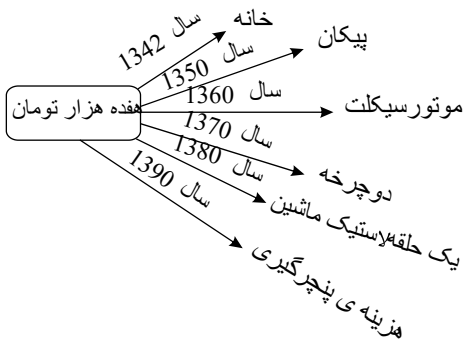 هفده هزار تومان
سال 1342
خانه
سال 1350
پیکان
سال 1360
موتورسیکلت
سال 1370
دوچرخه
سال 1380
یک حلقه لاستیک ماشین
سال 1390
هزینه ی پنچرگیری